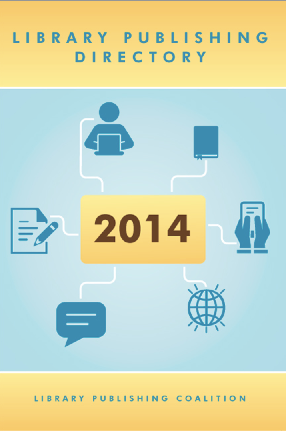 LIBRARY PUBLISHING
DIRECTORY
2014
LIBRARY PUBLISHING COALITION